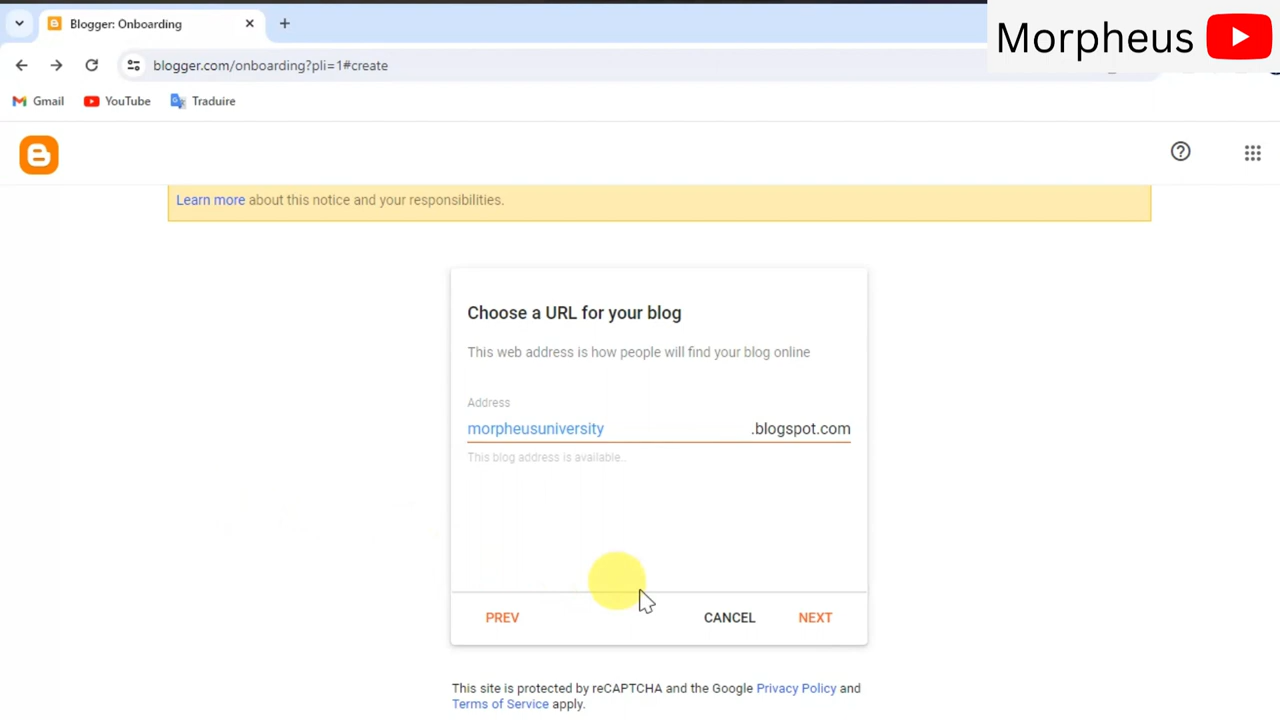 Blogger: Onboarding
Morpheus
blogger.com/onboarding?pli=1#create
Gmail
YouTube
Traduire
Learn more about this notice and your responsibilities.
Choose a URL for your blog
This web address is how people will find your blog online
Address
morpheusuniversity .blogspot.com
This blog address is available..
PREV CANCEL NEXT
This site is protected by reCAPTCHA and the Google Privacy Policy and
Terms of Service apply.